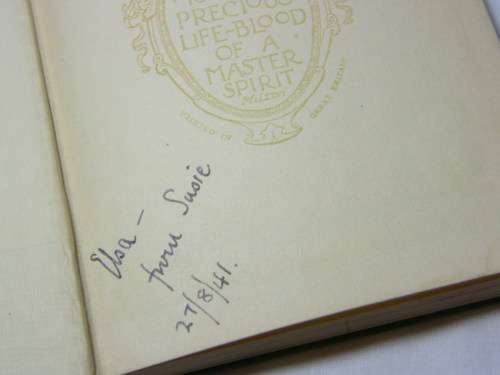 PRECIOUS
LIFE-BLOOD
OF A
MASTER
SPIRIT
MILTON
PRINTED IN
GREAT BRITAIN
Elsa –
from Susie
27/8/41.